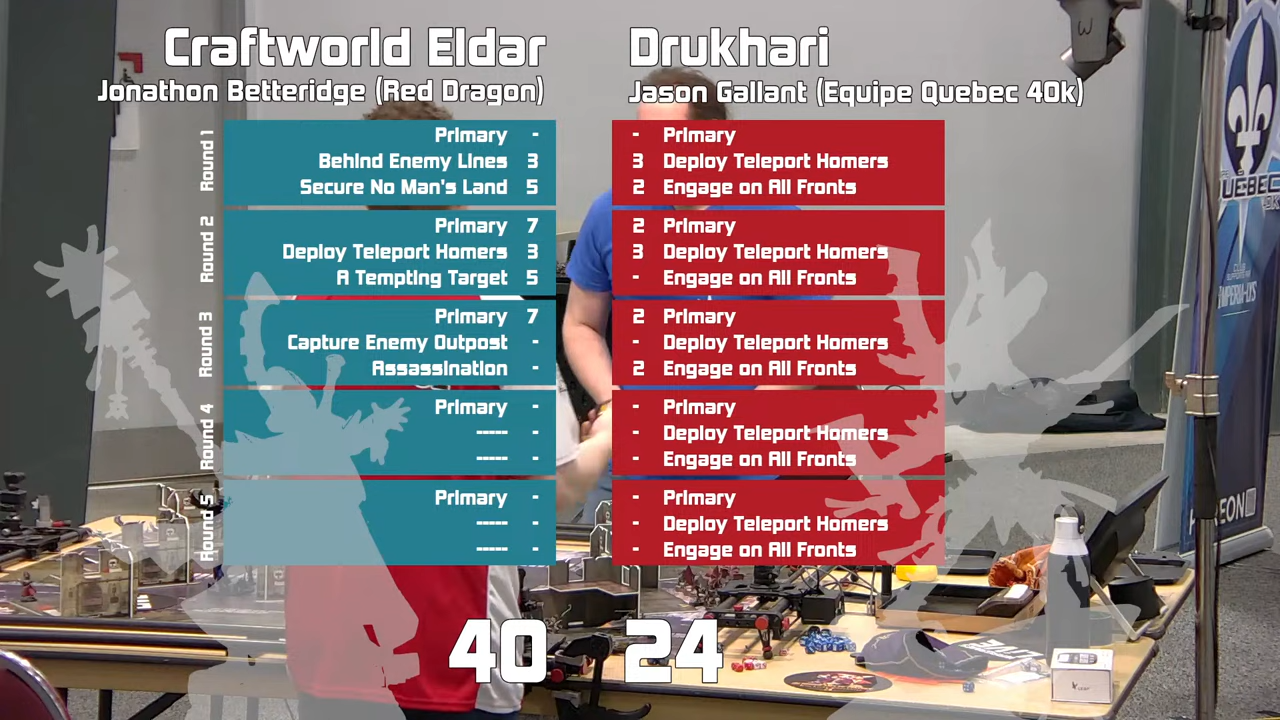 Craftworld Eldar
Jonathon Betteridge (Red Dragon)
Round 1
Primary -
Behind Enemy Lines 3
Secure No Man's Land 5
Round 2
Primary 7
Deploy Teleport Homers 3
A Tempting Target 5
Round 3
Primary 7
Capture Enemy Outpost -
Assassination -
Round 4
Primary -
----- -
----- -
Round 5
Primary -
----- -
----- -
40
Drukhari
Jason Gallant (Equipe Quebec 40k)
- Primary
3 Deploy Teleport Homers
2 Engage on All Fronts
2 Primary
3 Deploy Teleport Homers
- Engage on All Fronts
2 Primary
- Deploy Teleport Homers
2 Engage on All Fronts
- Primary
- Deploy Teleport Homers
- Engage on All Fronts
- Primary
- Deploy Teleport Homers
- Engage on All Fronts
24
W
IMPERIA-LYS